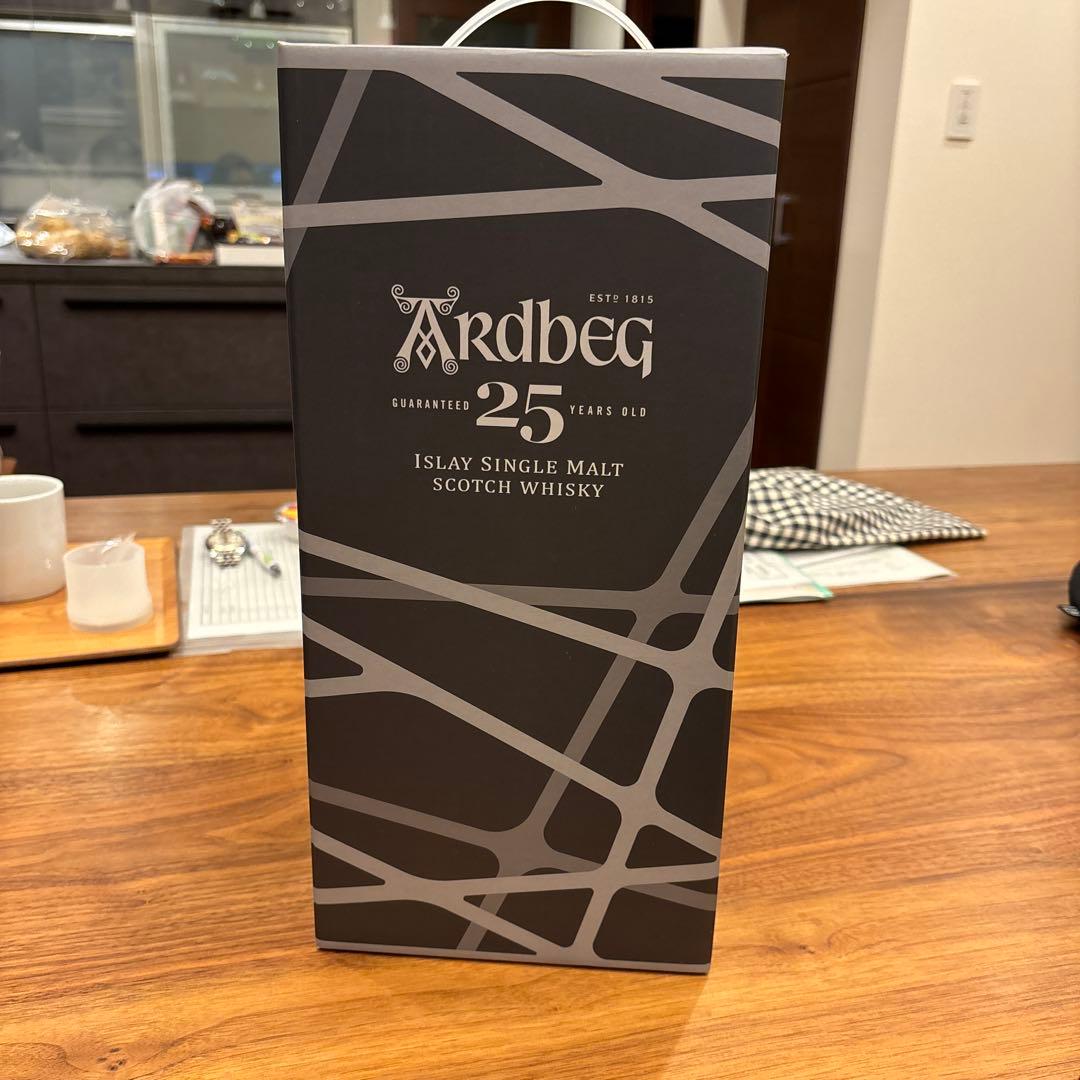 ESTD 1815
ARdbEG
GUARANTEED 25 YEARS OLD
ISLAY SINGLE MALT
SCOTCH WHISKY